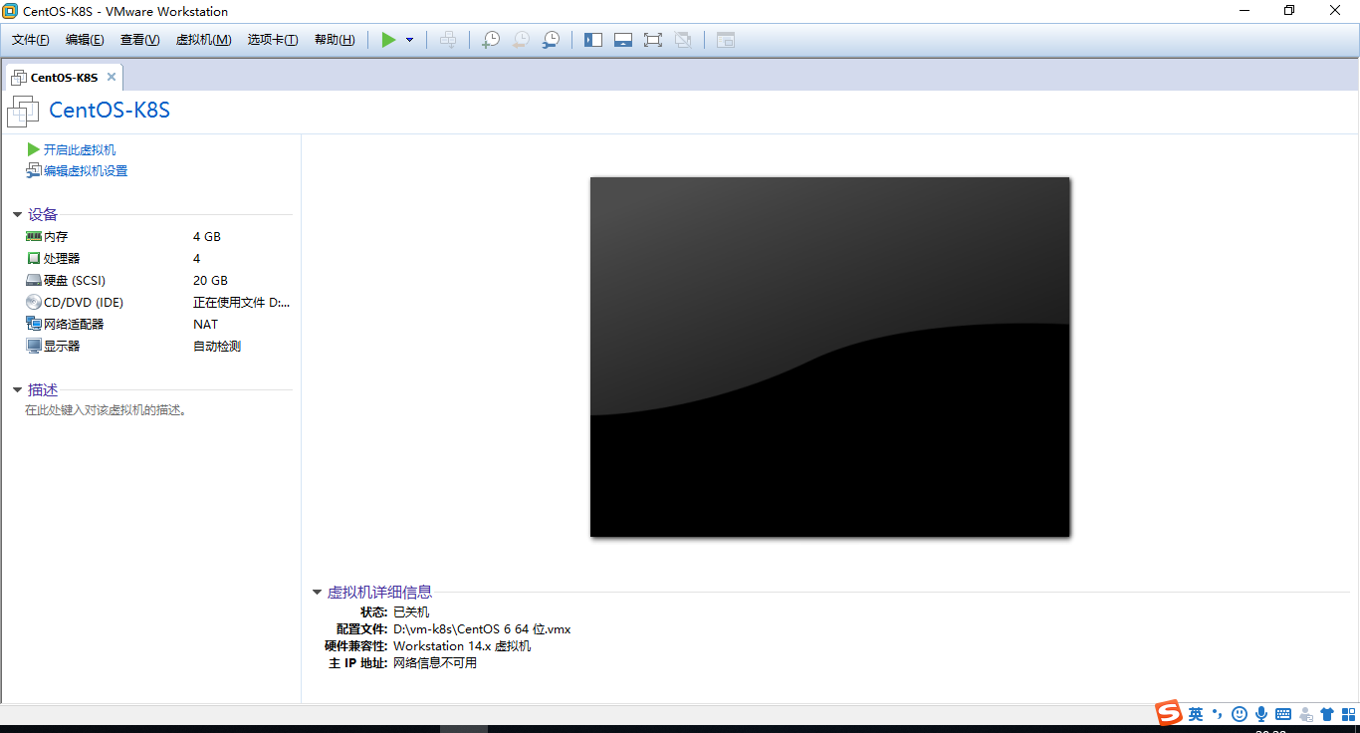 CentOS-K8S - VMware Workstation
文件(F) 编辑(E) 查看(V) 虚拟机(M) 选项卡(T) 帮助(H)
CentOS-K8S
CentOS-K8S
开启此虚拟机
编辑虚拟机设置
设备
内存 4 GB
处理器 4
硬盘 (SCSI) 20 GB
CD/DVD (IDE) 正在使用文件 D:...
网络适配器 NAT
显示器 自动检测
描述
在此处键入对该虚拟机的描述。
虚拟机详细信息
状态: 已关机
配置文件: D:\vm-k8s\CentOS 6 64 位.vmx
硬件兼容性: Workstation 14.x 虚拟机
主 IP 地址: 网络信息不可用
S 英